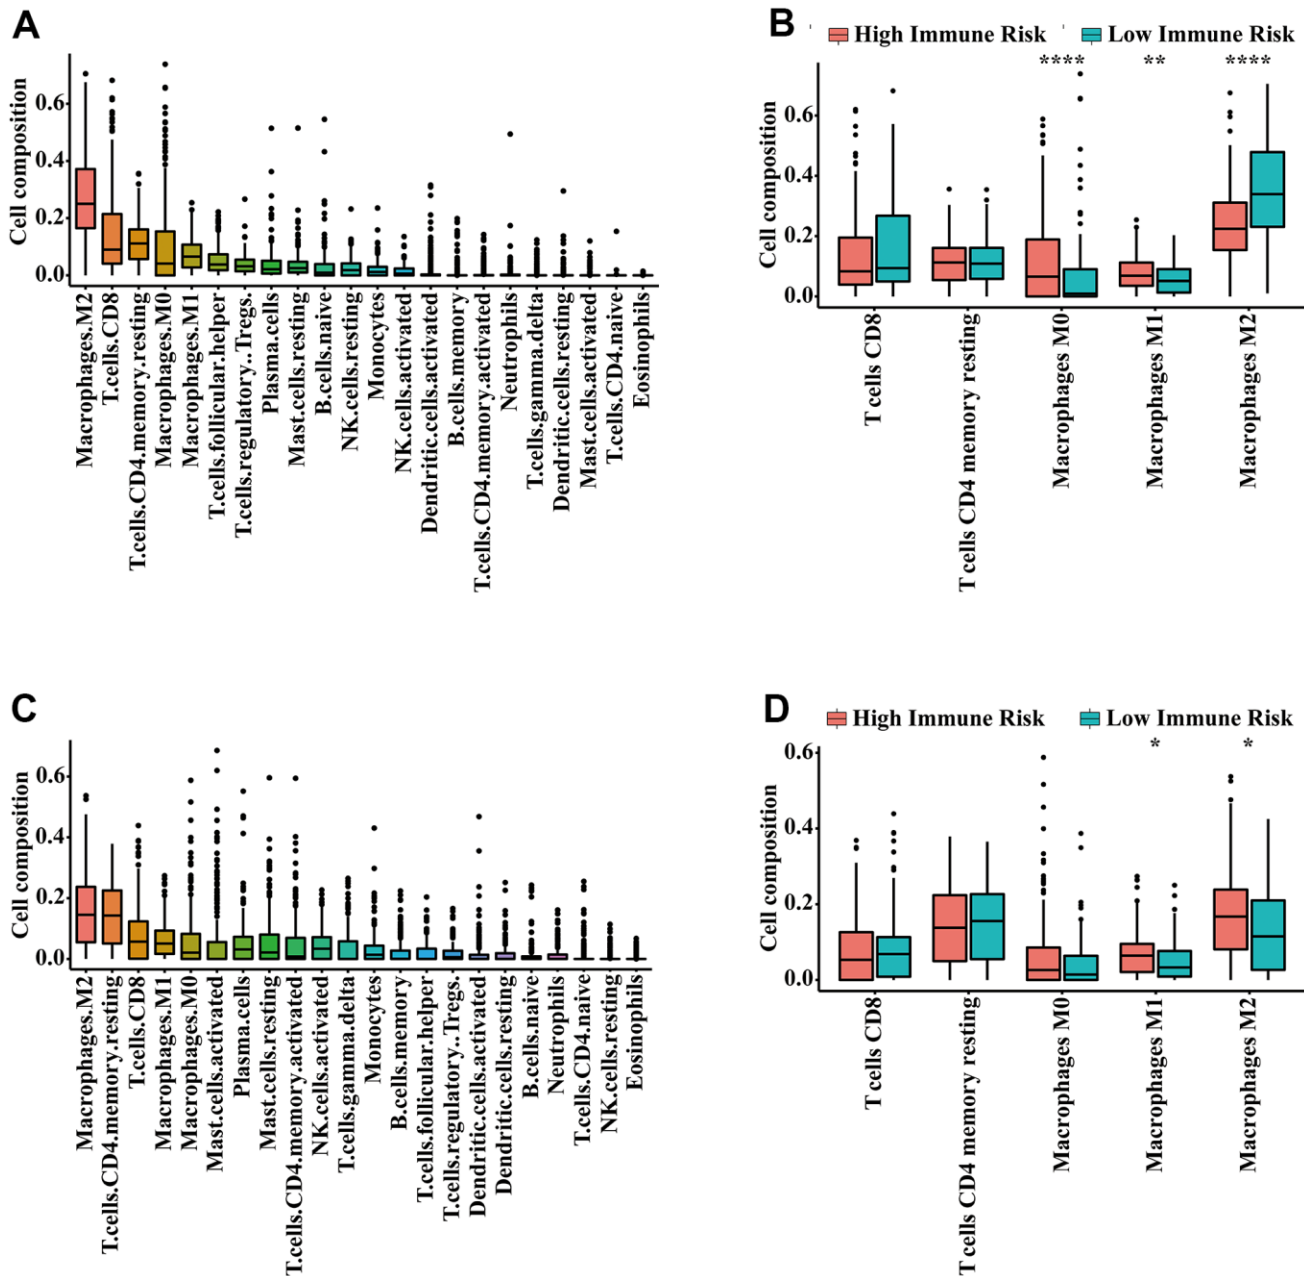 A
Cell composition
0.6
0.4
0.2
0.0
Macrophages.M2
T.cells.CD8
T.cells.CD4.memory.resting
Macrophages.M0
Macrophages.M1
T.cells.follicular.helper
T.cells.regulatory..Tregs.
Plasma.cells
Mast.cells.resting
B.cells.naive
NK.cells.resting
Monocytes
NK.cells.activated
Dendritic.cells.activated
B.cells.memory
T.cells.CD4.memory.activated
Neutrophils
T.cells.gamma.delta
Dendritic.cells.resting
Mast.cells.activated
T.cells.CD4.naive
Eosinophils
B
High Immune Risk
Low Immune Risk
**** ** ****
Cell composition
0.6
0.4
0.2
0.0
T cells CD8
T cells CD4 memory resting
Macrophages M0
Macrophages M1
Macrophages M2
C
Cell composition
0.6
0.4
0.2
0.0
Macrophages.M2
T.cells.CD4.memory.resting
T.cells.CD8
Macrophages.M1
Macrophages.M0
Mast.cells.activated
Plasma.cells
Mast.cells.resting
T.cells.CD4.memory.activated
NK.cells.activated
T.cells.gamma.delta
Monocytes
B.cells.memory
T.cells.follicular.helper
T.cells.regulatory..Tregs.
Dendritic.cells.activated
Dendritic.cells.resting
B.cells.naive
Neutrophils
T.cells.CD4.naive
NK.cells.resting
Eosinophils
D
High Immune Risk
Low Immune Risk
* *
Cell composition
0.6
0.4
0.2
0.0
T cells CD8
T cells CD4 memory resting
Macrophages M0
Macrophages M1
Macrophages M2